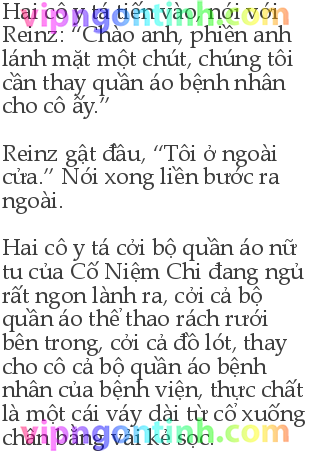 Hai cô y tá tiến vào, nói với
vipngontinh.com
Reinz: “Chào anh, phiền anh
lánh mặt một chút, chúng tôi
cần thay quần áo bệnh nhân
cho cô ấy.”
Reinz gật đầu, “Tôi ở ngoài
cửa.” Nói xong liền bước ra
ngoài.
Hai cô y tá cởi bộ quần áo nữ
tu của Cố Niệm Chi đang ngủ
rất ngon lành ra, cởi cả bộ
quần áo thể thao rách rưới
bên trong, cởi cả đồ lót, thay
cho cô cả bộ quần áo bệnh
nhân của bệnh viện, thực chất
là một cái váy dài từ cổ xuống
chân bằng vải kẻ sọc.
vipngontinh.com